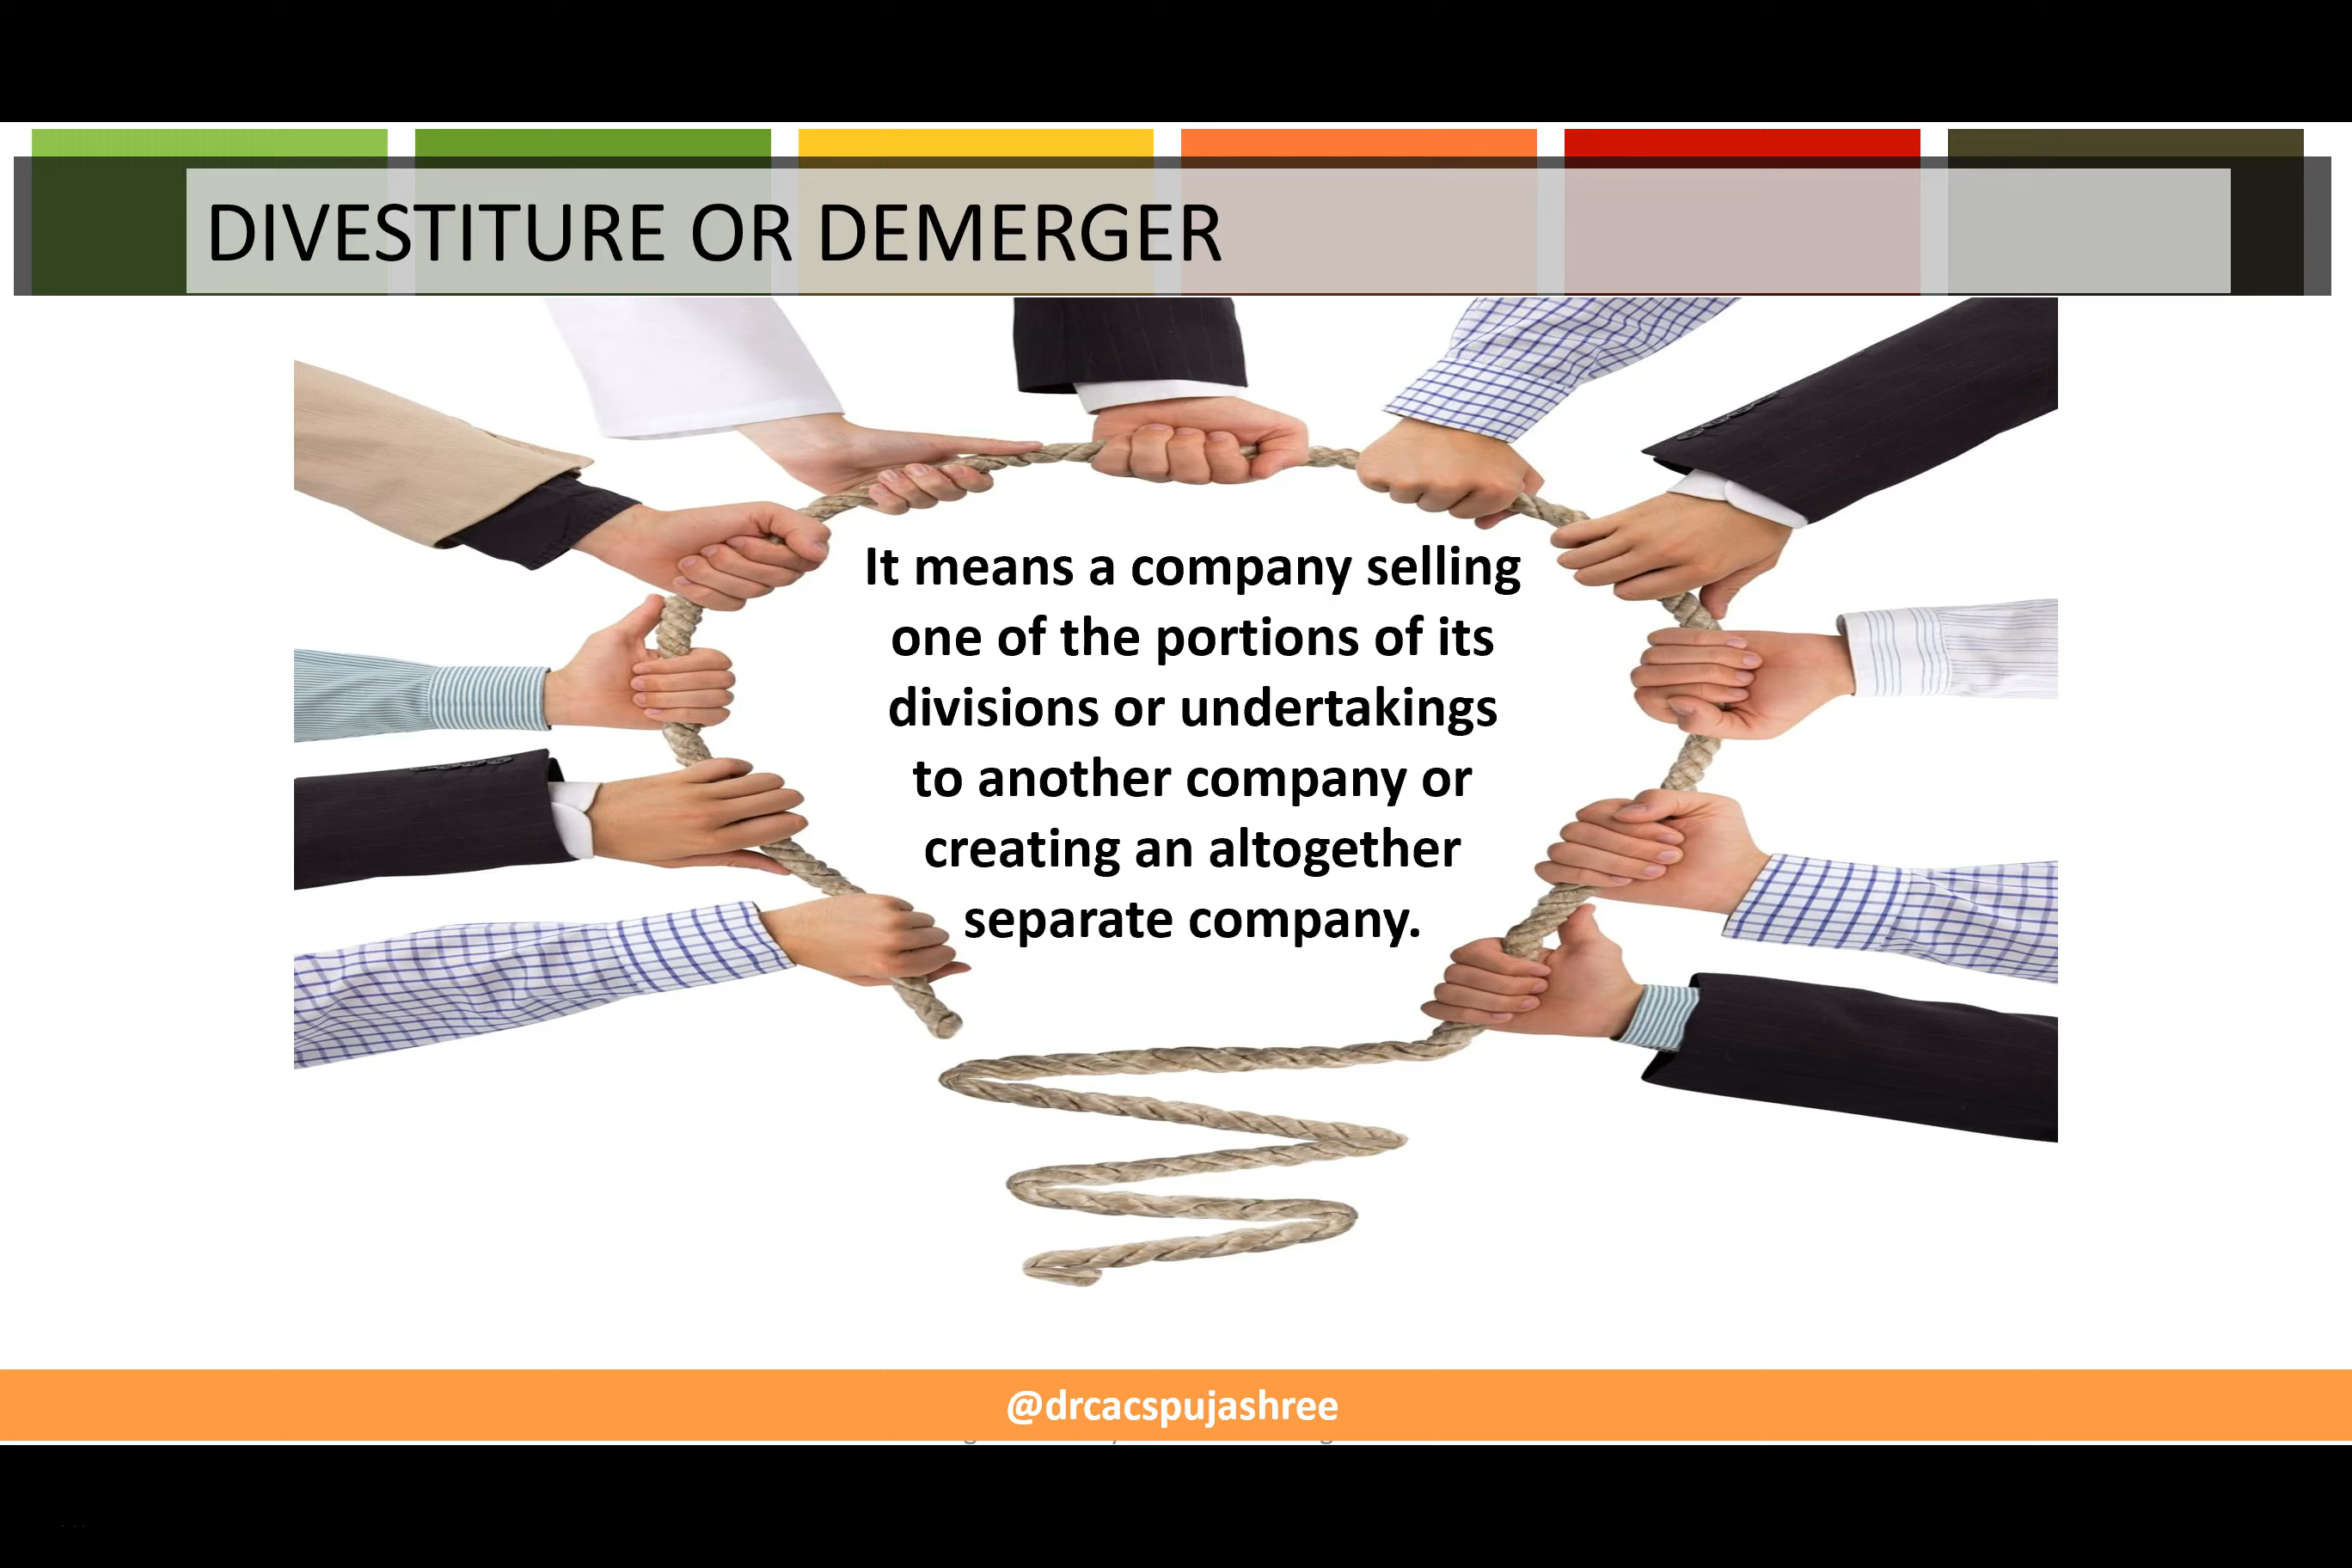 DIVESTITURE OR DEMERGER
It means a company selling
one of the portions of its
divisions or undertakings
to another company or
creating an altogether
separate company.
@drcacspujashree